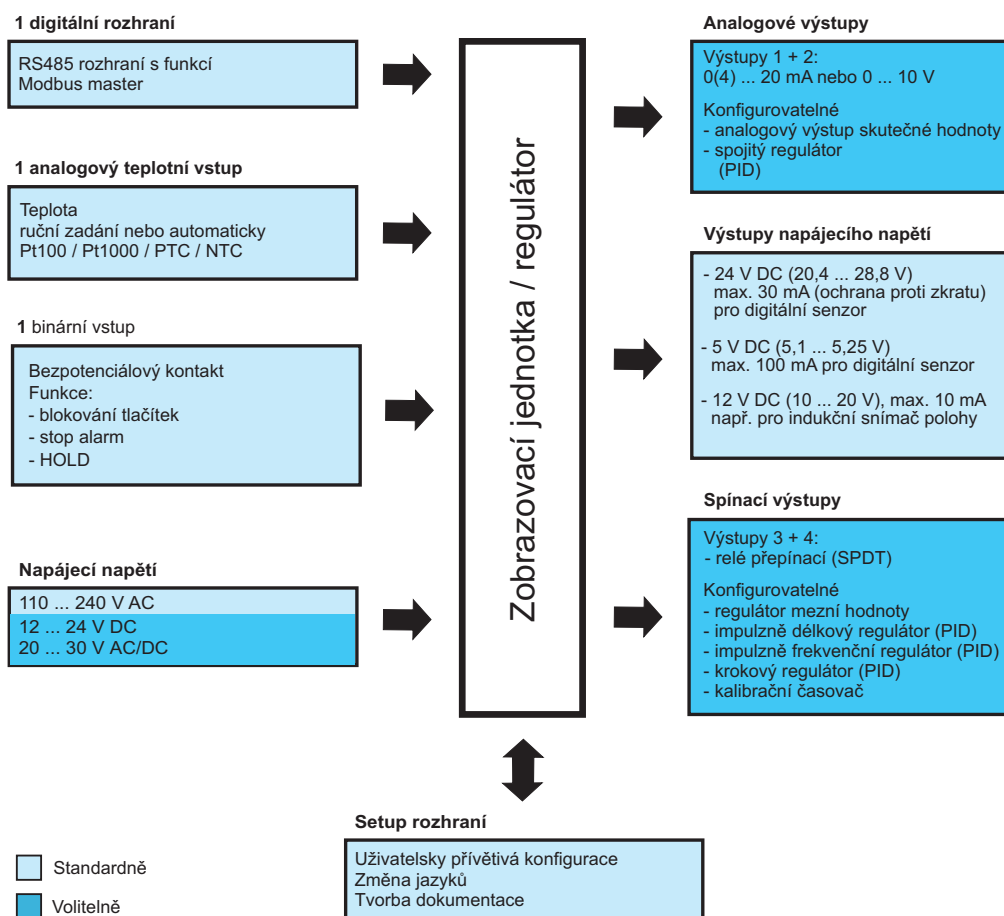 1 digitální rozhraní
RS485 rozhraní s funkcí
Modbus master
1 analogový teplotní vstup
Teplota
ruční zadání nebo automaticky
Pt100 / Pt1000 / PTC / NTC
1 binární vstup
Bezpotenciálový kontakt
Funkce:
- blokování tlačítek
- stop alarm
- HOLD
Napájecí napětí
110 ... 240 V AC
12 ... 24 V DC
20 ... 30 V AC/DC
Zobrazovací jednotka / regulátor
Analogové výstupy
Výstupy 1 + 2:
0(4) ... 20 mA nebo 0 ... 10 V
Konfigurovatelné
- analogový výstup skutečné hodnoty
- spojitý regulátor
(PID)
Výstupy napájecího napětí
- 24 V DC (20,4 ... 28,8 V)
max. 30 mA (ochrana proti zkratu)
pro digitální senzor
- 5 V DC (5,1 ... 5,25 V)
max. 100 mA pro digitální senzor
- 12 V DC (10 ... 20 V), max. 10 mA
např. pro indukční snímač polohy
Spínací výstupy
Výstupy 3 + 4:
- relé přepínací (SPDT)
Konfigurovatelné
- regulátor mezní hodnoty
- impulzně délkový regulátor (PID)
- impulzně frekvenční regulátor (PID)
- krokový regulátor (PID)
- kalibrační časovač
Setup rozhraní
Uživatelsky přívětivá konfigurace
Změna jazyků
Tvorba dokumentace
Standardně
Volitelně